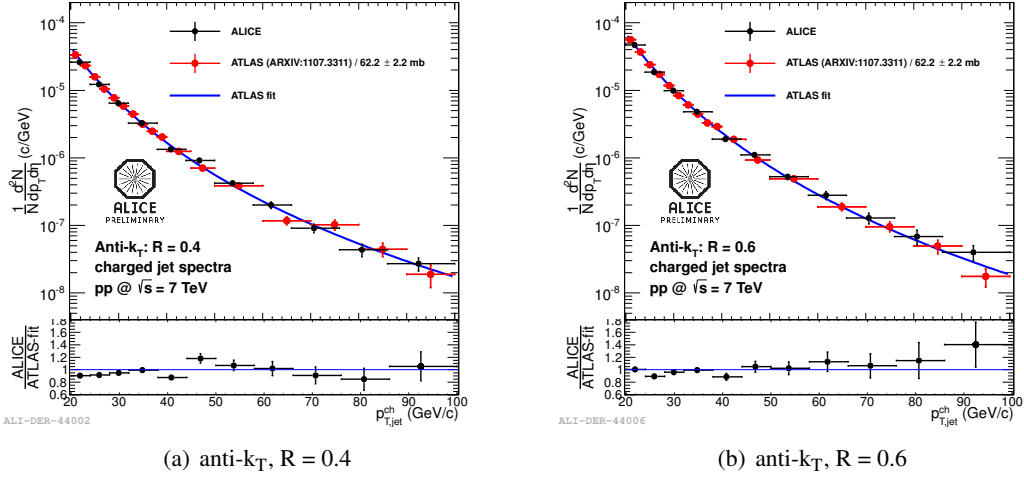 10⁻⁴
10⁻⁵
10⁻⁶
10⁻⁷
10⁻⁸
1/N d²N/dp_Tdη (c/GeV)
ALICE
ATLAS (ARXIV:1107.3311) / 62.2 ± 2.2 mb
ATLAS fit
ALICE
PRELIMINARY
Anti-k_T: R = 0.4
charged jet spectra
pp @ √s = 7 TeV
ALICE/ATLAS-fit
1.8
1.6
1.4
1.2
1
0.8
0.6
20 30 40 50 60 70 80 90 100
p_{T,jet}^{ch} (GeV/c)
ALI-DER-44002
(a) anti-k_T, R = 0.4
10⁻⁴
10⁻⁵
10⁻⁶
10⁻⁷
10⁻⁸
1/N d²N/dp_Tdη (c/GeV)
ALICE
ATLAS (ARXIV:1107.3311) / 62.2 ± 2.2 mb
ATLAS fit
ALICE
PRELIMINARY
Anti-k_T: R = 0.6
charged jet spectra
pp @ √s = 7 TeV
ALICE/ATLAS-fit
1.8
1.6
1.4
1.2
1
0.8
0.6
20 30 40 50 60 70 80 90 100
p_{T,jet}^{ch} (GeV/c)
ALI-DER-44006
(b) anti-k_T, R = 0.6